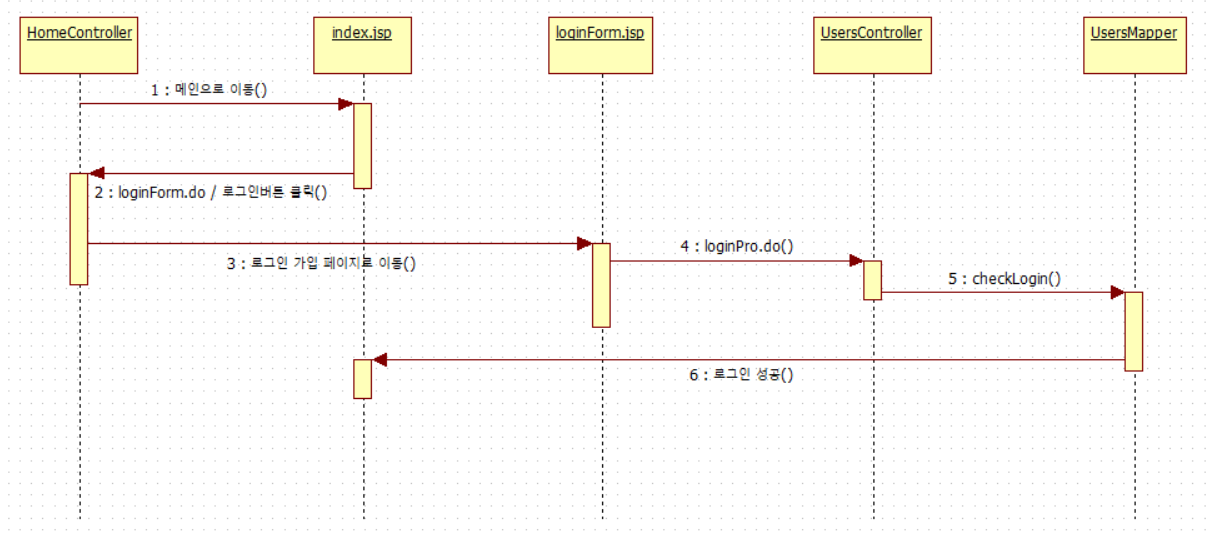 HomeController
index.jsp
loginForm.jsp
UsersController
UsersMapper
1 : 메인으로 이동()
2 : loginForm.do / 로그인버튼 클릭()
3 : 로그인 가입 페이지로 이동()
4 : loginPro.do()
5 : checkLogin()
6 : 로그인 성공()